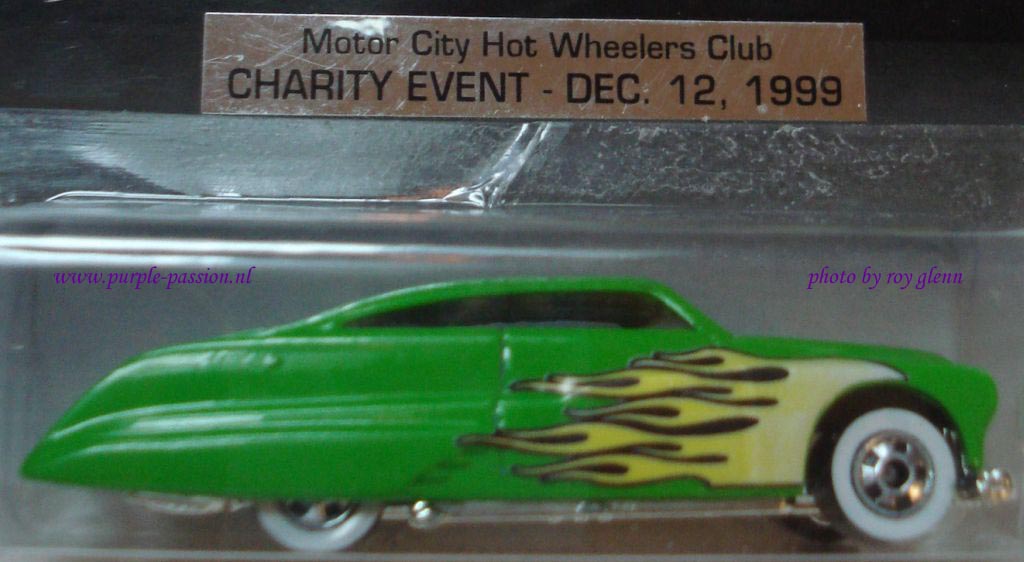 Motor City Hot Wheelers Club
CHARITY EVENT - DEC. 12, 1999
www.purple-passion.nl
photo by roy glenn